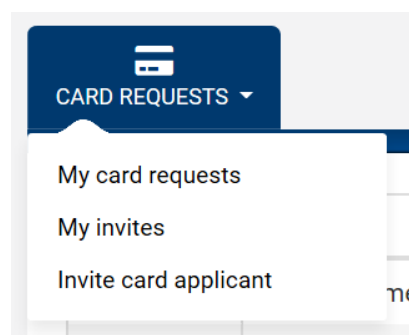 CARD REQUESTS
My card requests
My invites
Invite card applicant